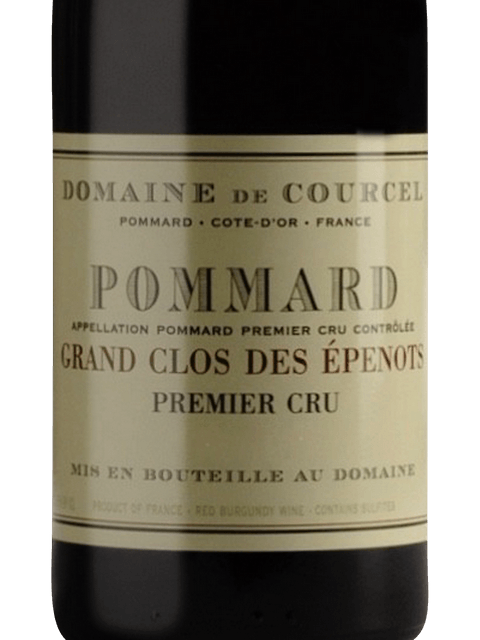 DOMAINE DE COURCEL
POMMARD • COTE-D'OR • FRANCE
POMMARD
APPELLATION POMMARD PREMIER CRU CONTRÔLÉE
GRAND CLOS DES ÉPENOTS
PREMIER CRU
MIS EN BOUTEILLE AU DOMAINE
PRODUCT OF FRANCE - RED BURGUNDY WINE - CONTAINS SULFITES